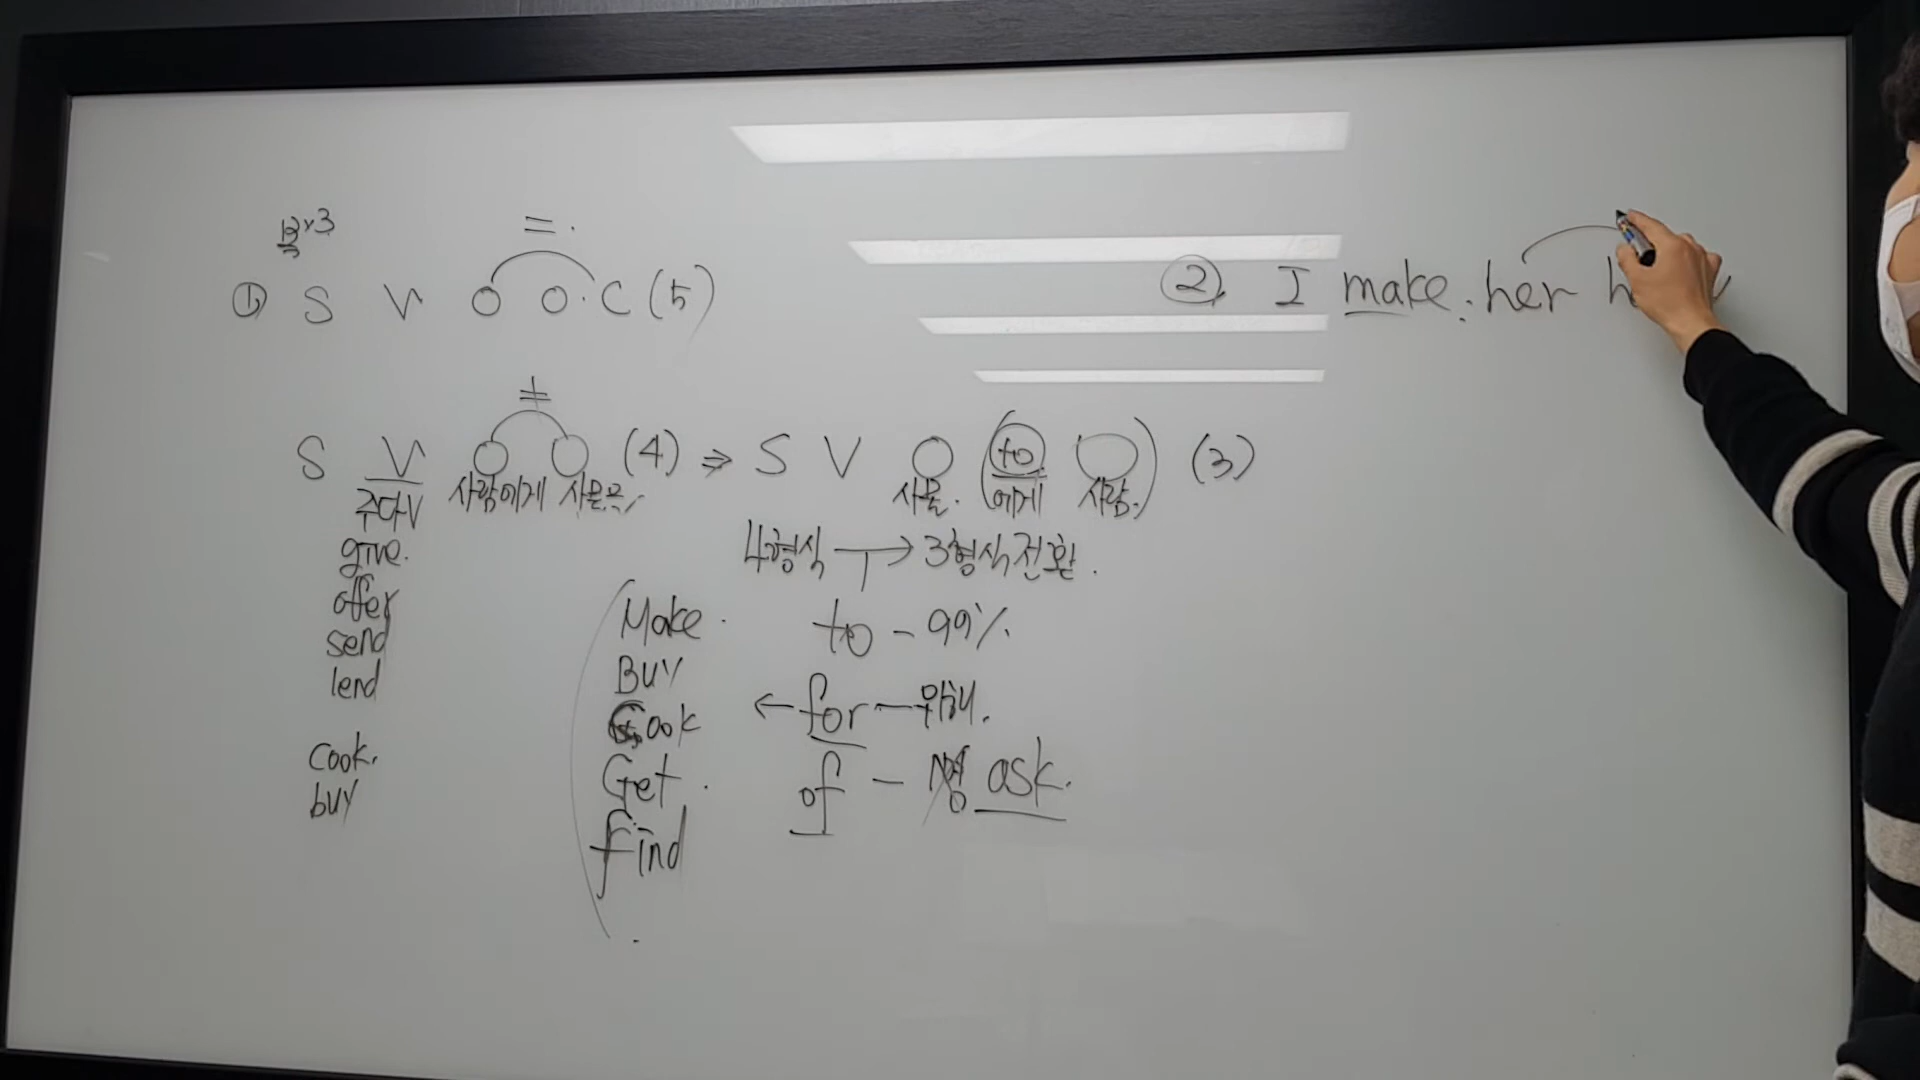 =.
① S V O O.C (5)
② I make. her
≠
S V O O (4) ⇒ S V O (to O) (3)
주다V 사람에게 사물을, 사물. 에게 사람.
give.
offer
send
lend
cook.
buy
4형식 → 3형식 전환.
Make.
Buy
Cook
Get.
find
to - 99%
← for - 위해.
of - ask.